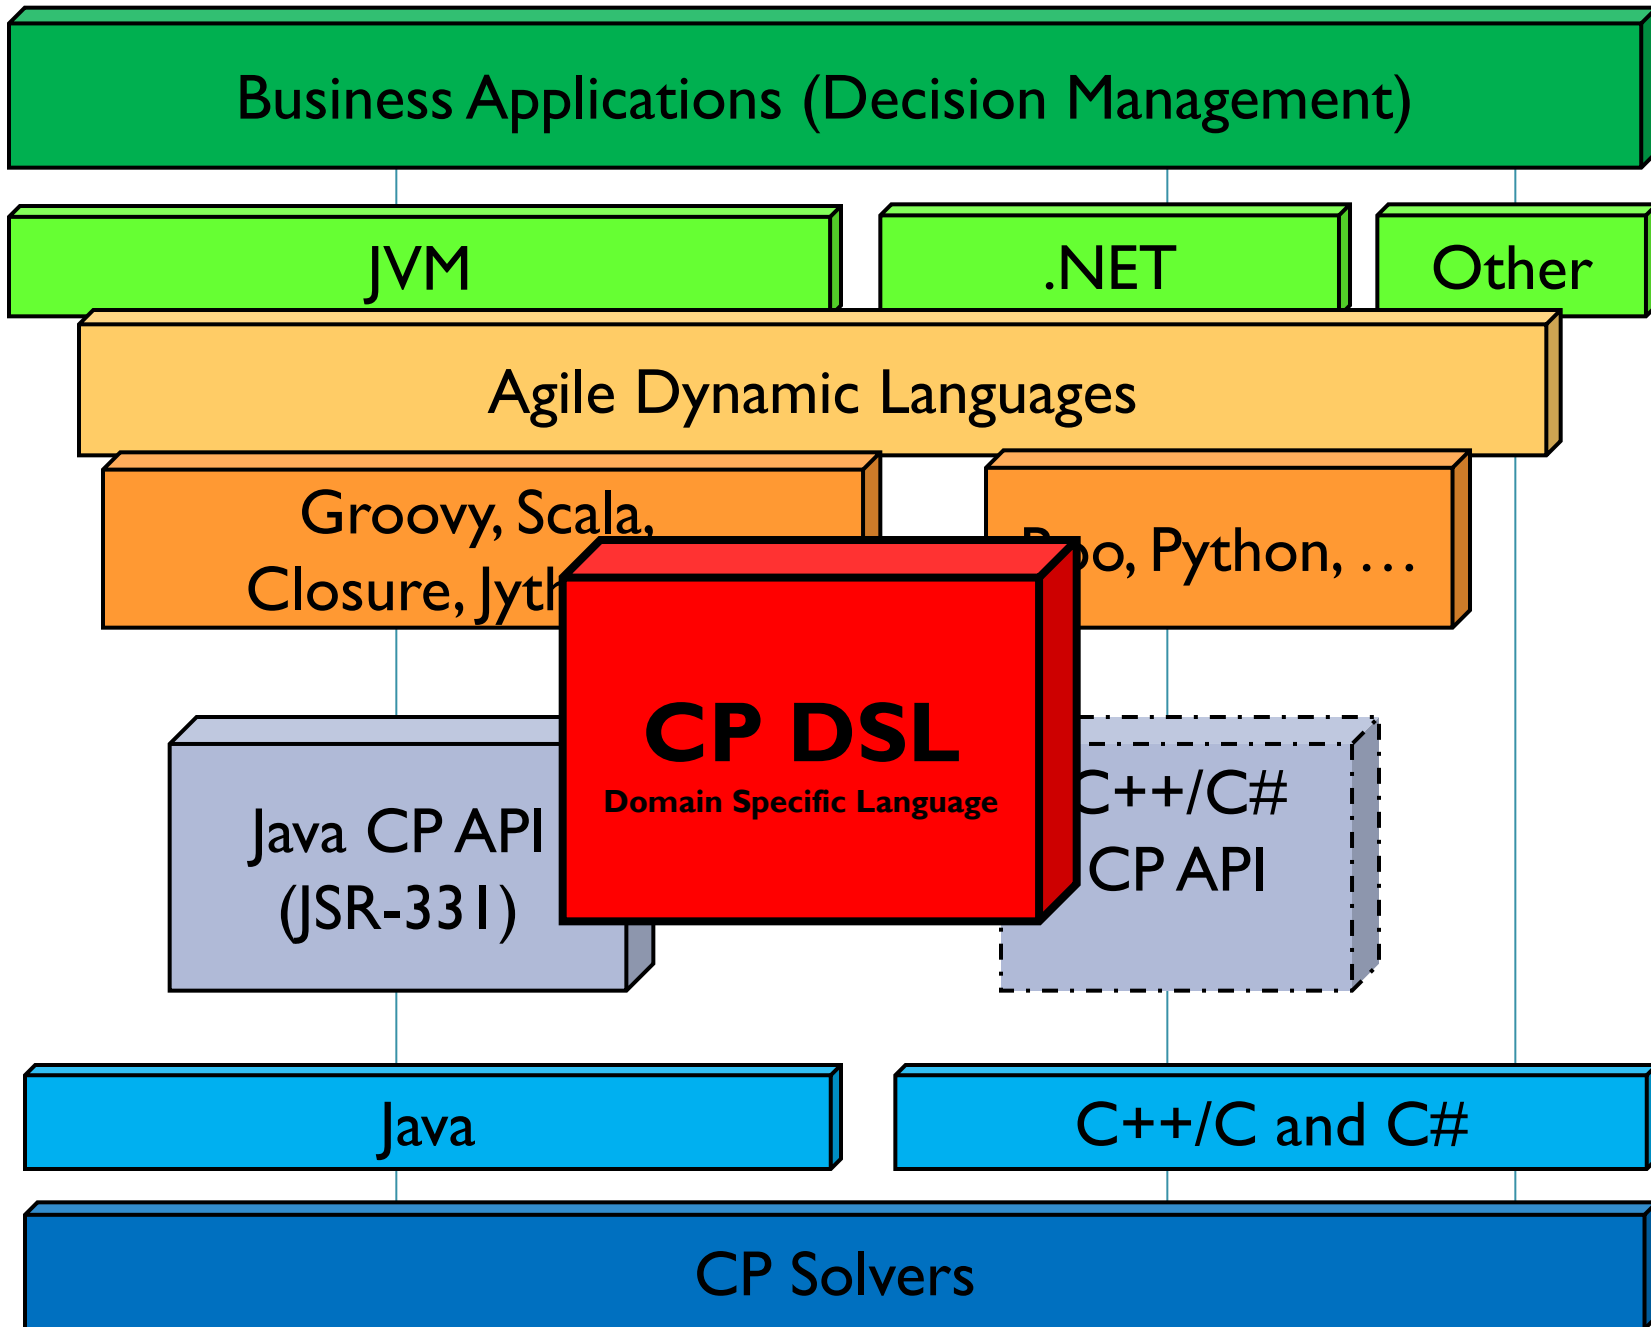 Business Applications (Decision Management)
JVM
.NET
Other
Agile Dynamic Languages
Groovy, Scala,
Closure,
Python, …
CP DSL
Domain Specific Language
Java CP API
(JSR-331)
C++/C#
CP API
Java
C++/C and C#
CP Solvers